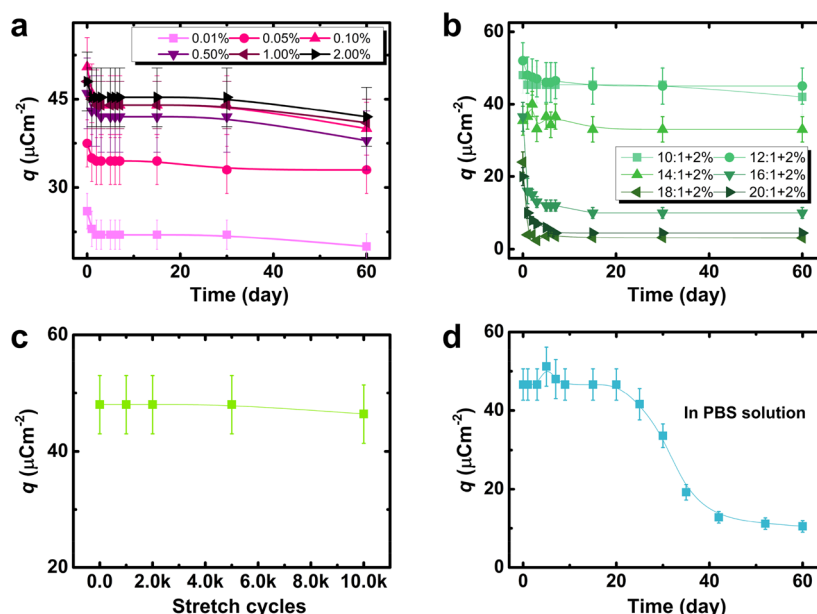 a
0.01% 0.05% 0.10%
0.50% 1.00% 2.00%
45
30
q (μCm⁻²)
0 20 40 60
Time (day)
b
60
40
20
0
q (μCm⁻²)
10:1+2% 12:1+2%
14:1+2% 16:1+2%
18:1+2% 20:1+2%
0 20 40 60
Time (day)
c
60
40
20
q (μCm⁻²)
0.0 2.0k 4.0k 6.0k 8.0k 10.0k
Stretch cycles
d
60
40
20
0
q (μCm⁻²)
In PBS solution
0 20 40 60
Time (day)